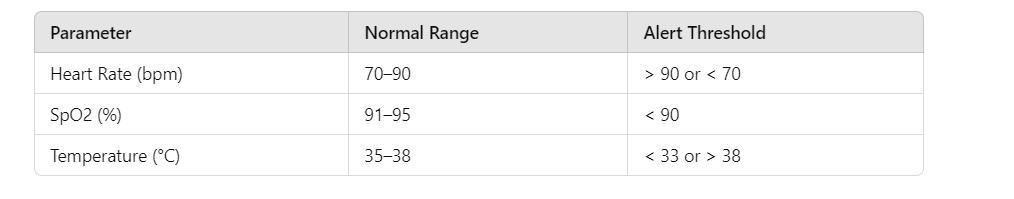 Parameter Normal Range Alert Threshold
Heart Rate (bpm) 70–90 > 90 or < 70
SpO2 (%) 91–95 < 90
Temperature (°C) 35–38 < 33 or > 38